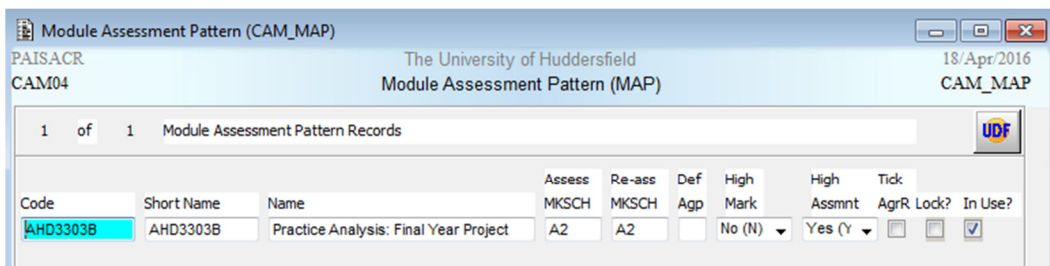 Module Assessment Pattern (CAM_MAP)
PAISACR The University of Huddersfield 18/Apr/2016
CAM04 Module Assessment Pattern (MAP) CAM_MAP
1 of 1 Module Assessment Pattern Records UDF
Assess Re-ass Def High High Tick
Code Short Name Name MKSCH MKSCH Agp Mark Assmnt AgrR Lock? In Use?
AHD3303B AHD3303B Practice Analysis: Final Year Project A2 A2 No (N) Yes (Y